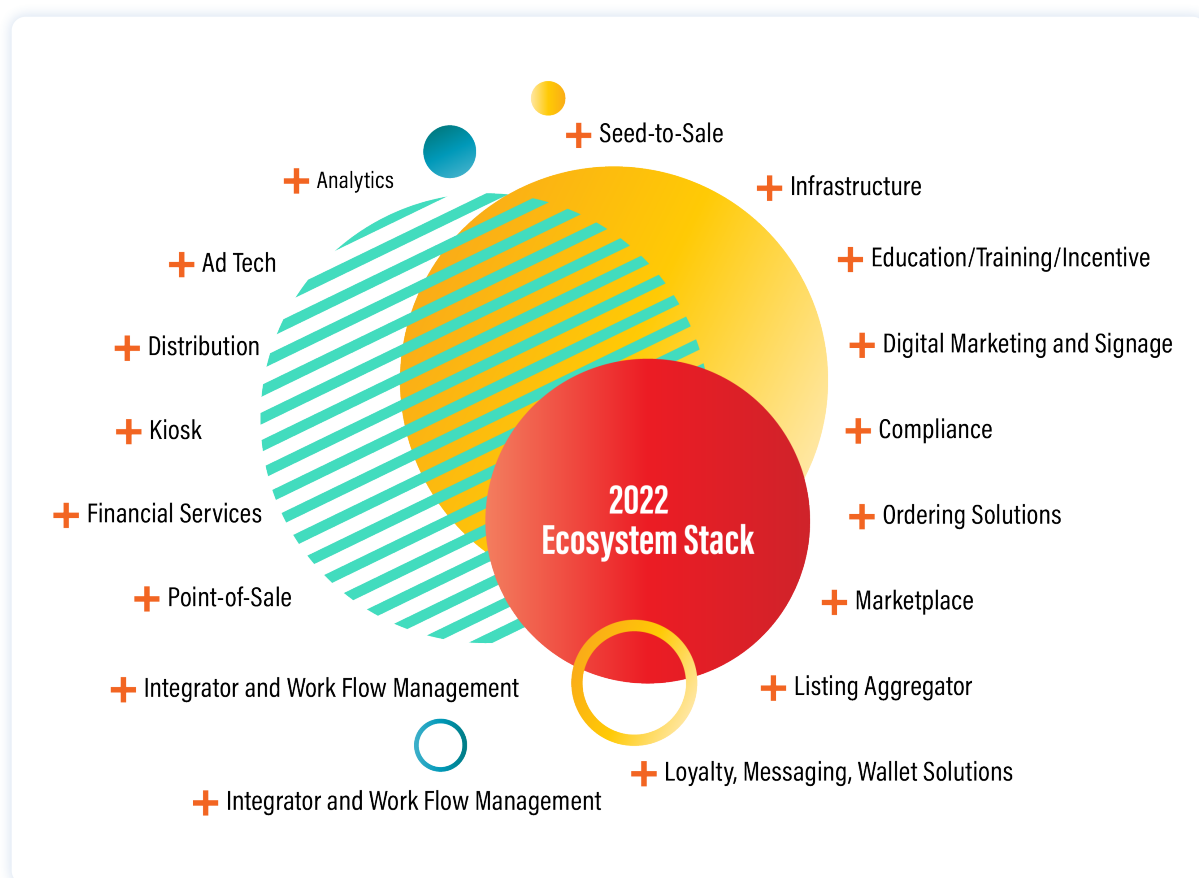 Seed-to-Sale
Analytics
Infrastructure
Education/Training/Incentive
Ad Tech
Digital Marketing and Signage
Distribution
Compliance
Kiosk
2022
Ecosystem Stack
Financial Services
Ordering Solutions
Point-of-Sale
Marketplace
Integrator and Work Flow Management
Listing Aggregator
Loyalty, Messaging, Wallet Solutions
Integrator and Work Flow Management